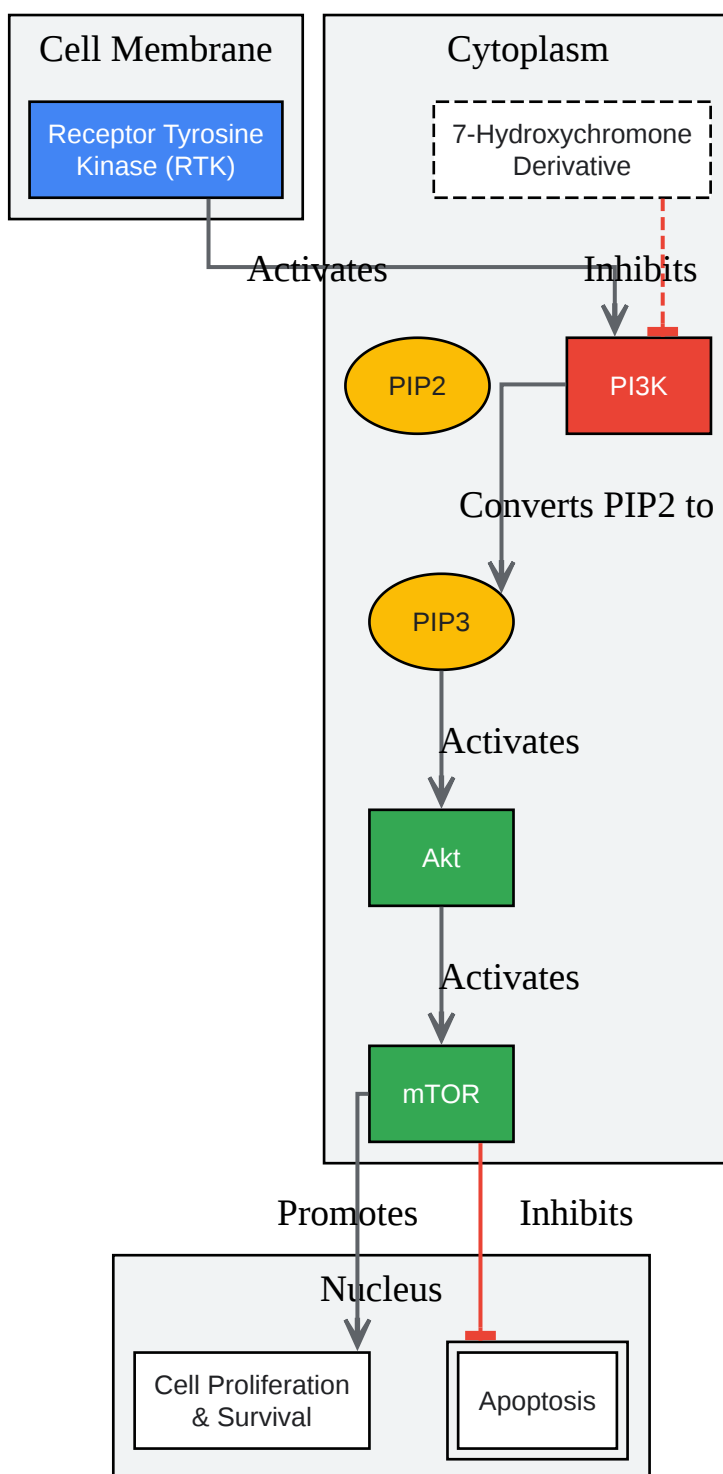 Cell Membrane
Cytoplasm
Receptor Tyrosine
Kinase (RTK)
7-Hydroxychromone
Derivative
Activates
Inhibits
PIP2
PI3K
Converts PIP2 to
PIP3
Activates
Akt
Activates
mTOR
Promotes
Inhibits
Nucleus
Cell Proliferation
& Survival
Apoptosis